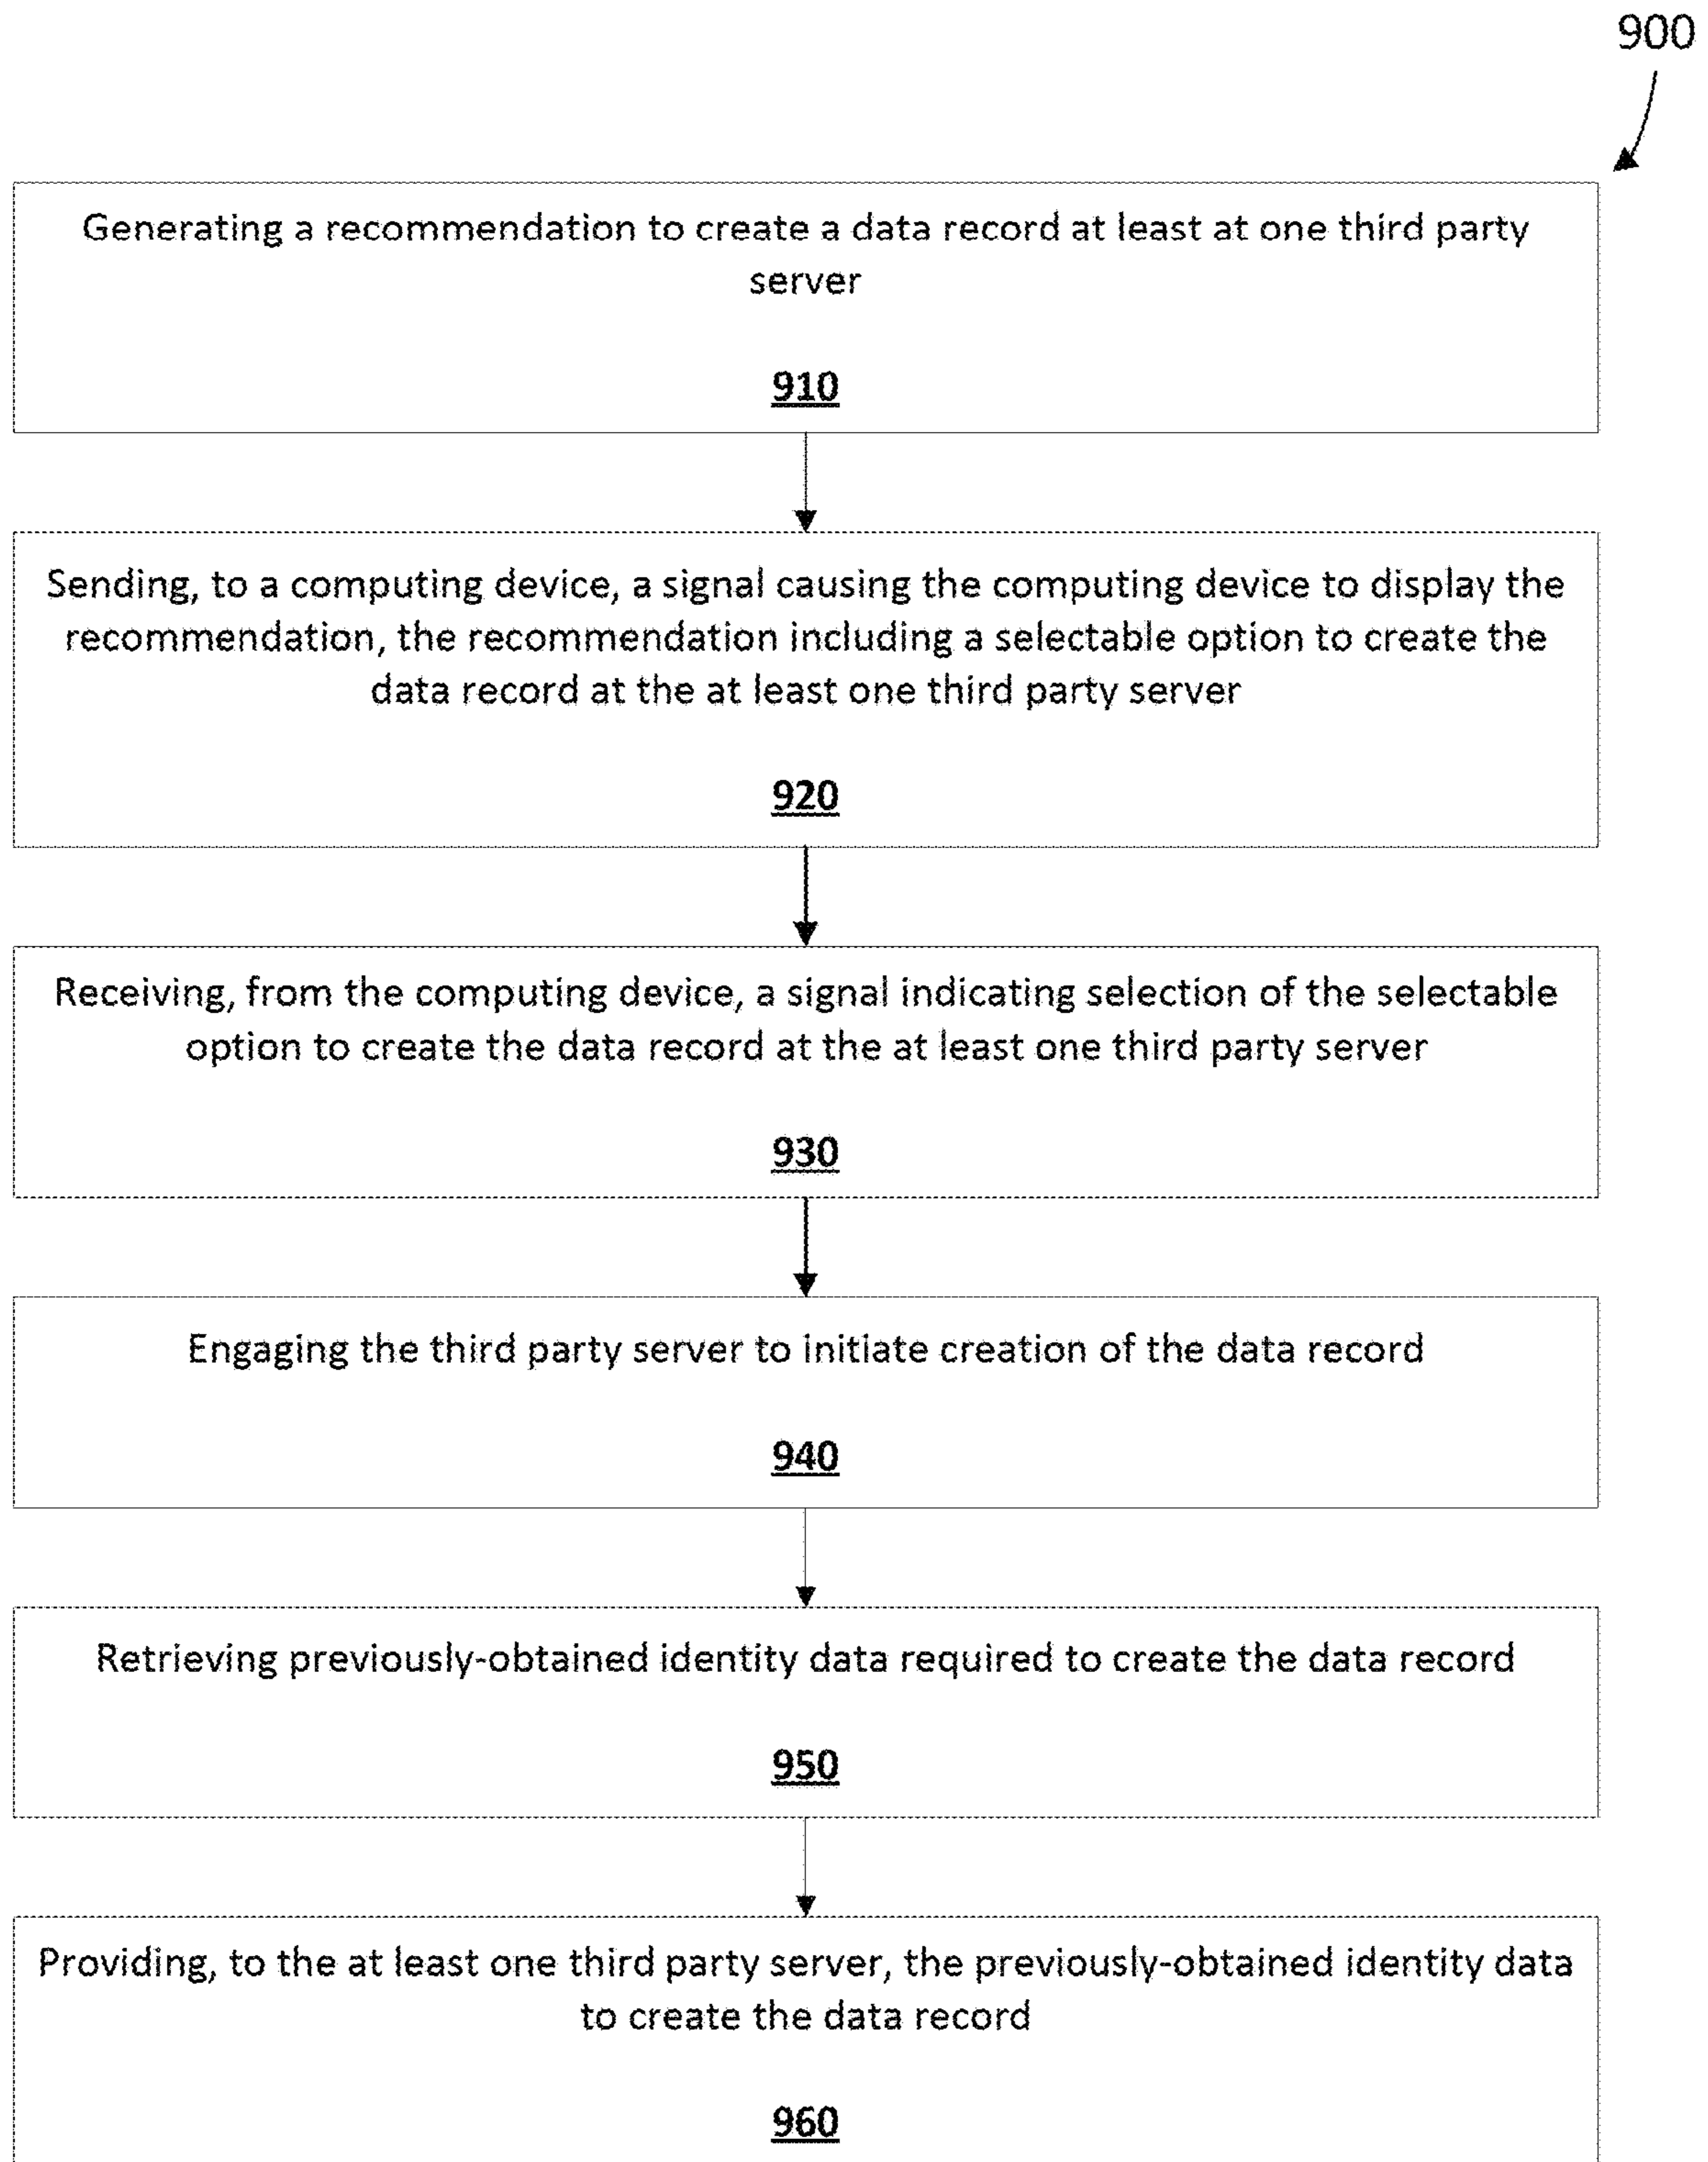 900
Generating a recommendation to create a data record at least at one third party
server
910
Sending, to a computing device, a signal causing the computing device to display the
recommendation, the recommendation including a selectable option to create the
data record at the at least one third party server
920
Receiving, from the computing device, a signal indicating selection of the selectable
option to create the data record at the at least one third party server
930
Engaging the third party server to initiate creation of the data record
940
Retrieving previously-obtained identity data required to create the data record
950
Providing, to the at least one third party server, the previously-obtained identity data
to create the data record
960